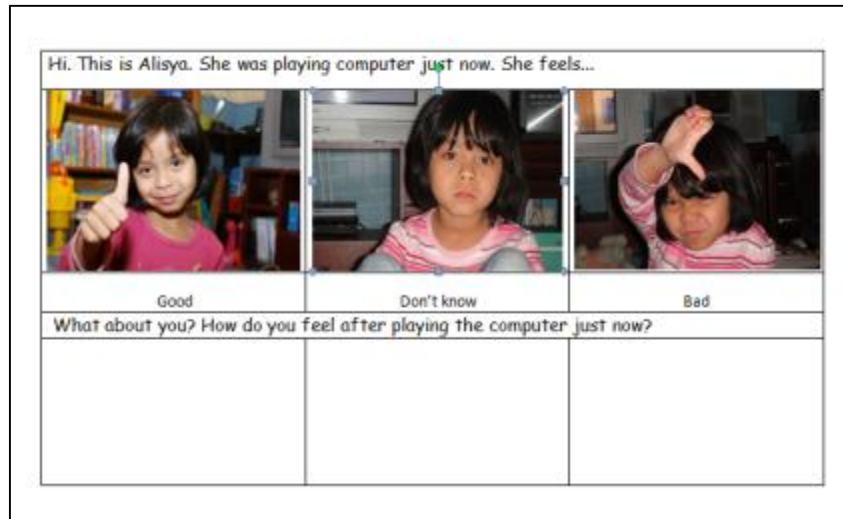 Hi. This is Alisya. She was playing computer just now. She feels...
Good
Don't know
Bad
What about you? How do you feel after playing the computer just now?